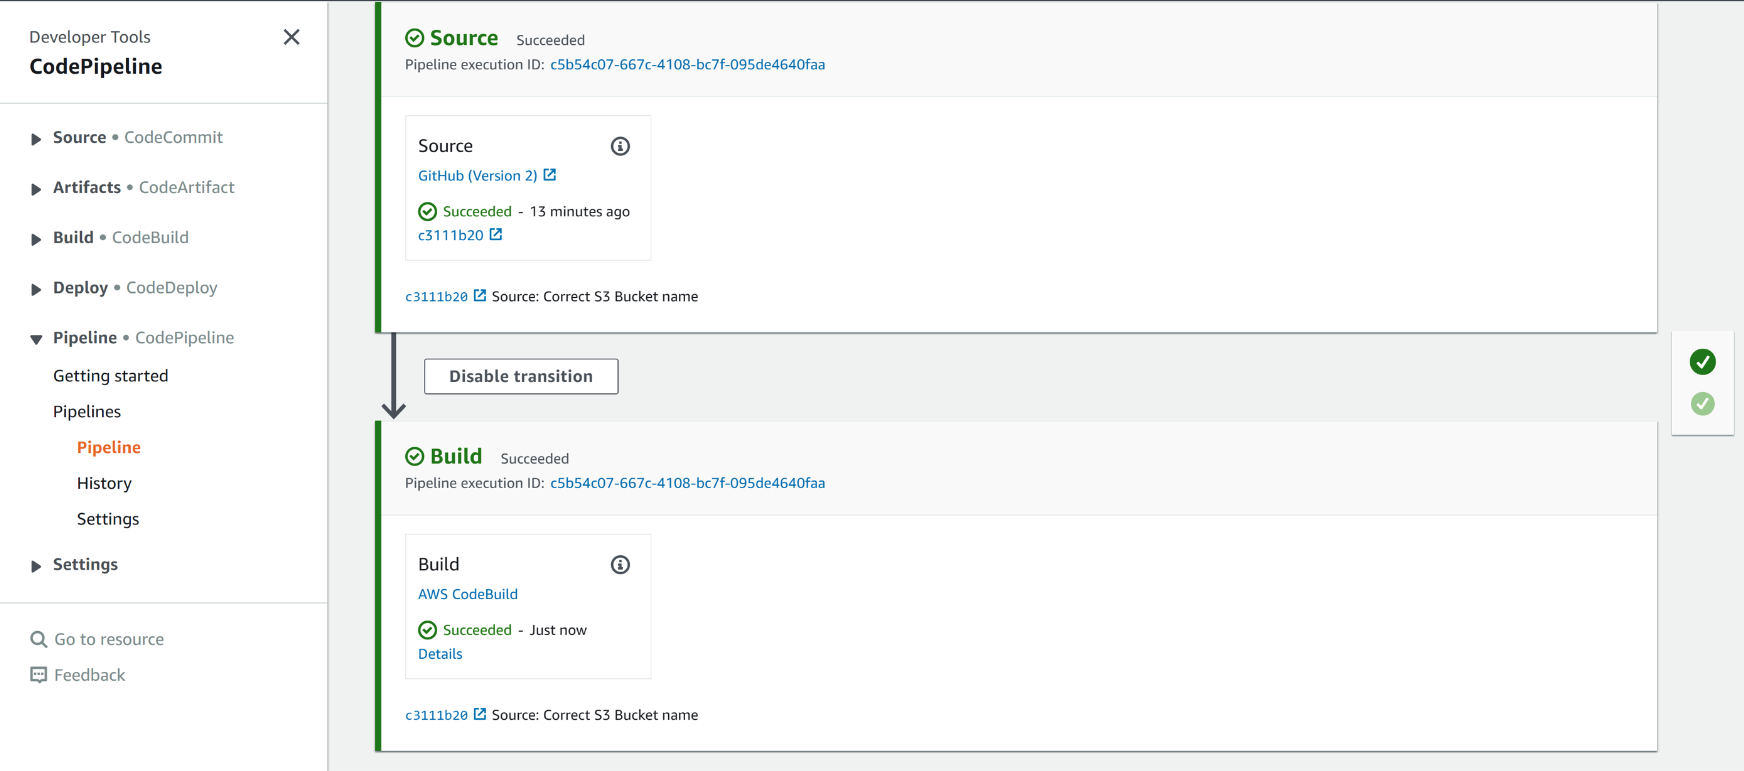 Developer Tools
CodePipeline
Source • CodeCommit
Artifacts • CodeArtifact
Build • CodeBuild
Deploy • CodeDeploy
Pipeline • CodePipeline
Getting started
Pipelines
Pipeline
History
Settings
Settings
Go to resource
Feedback
Source Succeeded
Pipeline execution ID: c5b54c07-667c-4108-bc7f-095de4640faa
Source
GitHub (Version 2)
Succeeded - 13 minutes ago
c3111b20
c3111b20 Source: Correct S3 Bucket name
Disable transition
Build Succeeded
Pipeline execution ID: c5b54c07-667c-4108-bc7f-095de4640faa
Build
AWS CodeBuild
Succeeded - Just now
Details
c3111b20 Source: Correct S3 Bucket name